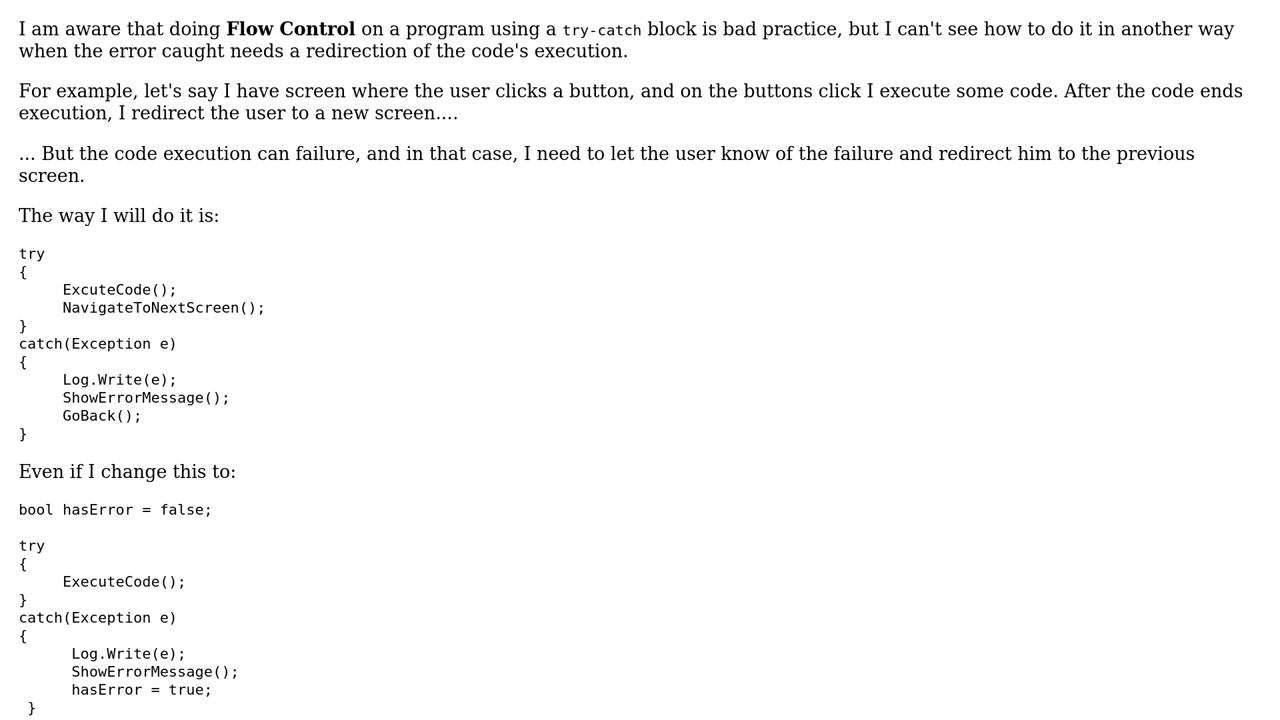 I am aware that doing Flow Control on a program using a try-catch block is bad practice, but I can't see how to do it in another way
when the error caught needs a redirection of the code's execution.
For example, let's say I have screen where the user clicks a button, and on the buttons click I execute some code. After the code ends
execution, I redirect the user to a new screen....
... But the code execution can failure, and in that case, I need to let the user know of the failure and redirect him to the previous
screen.
The way I will do it is:
try
{
     ExcuteCode();
     NavigateToNextScreen();
}
catch(Exception e)
{
     Log.Write(e);
     ShowErrorMessage();
     GoBack();
}
Even if I change this to:
bool hasError = false;
try
{
     ExecuteCode();
}
catch(Exception e)
{
      Log.Write(e);
      ShowErrorMessage();
      hasError = true;
 }